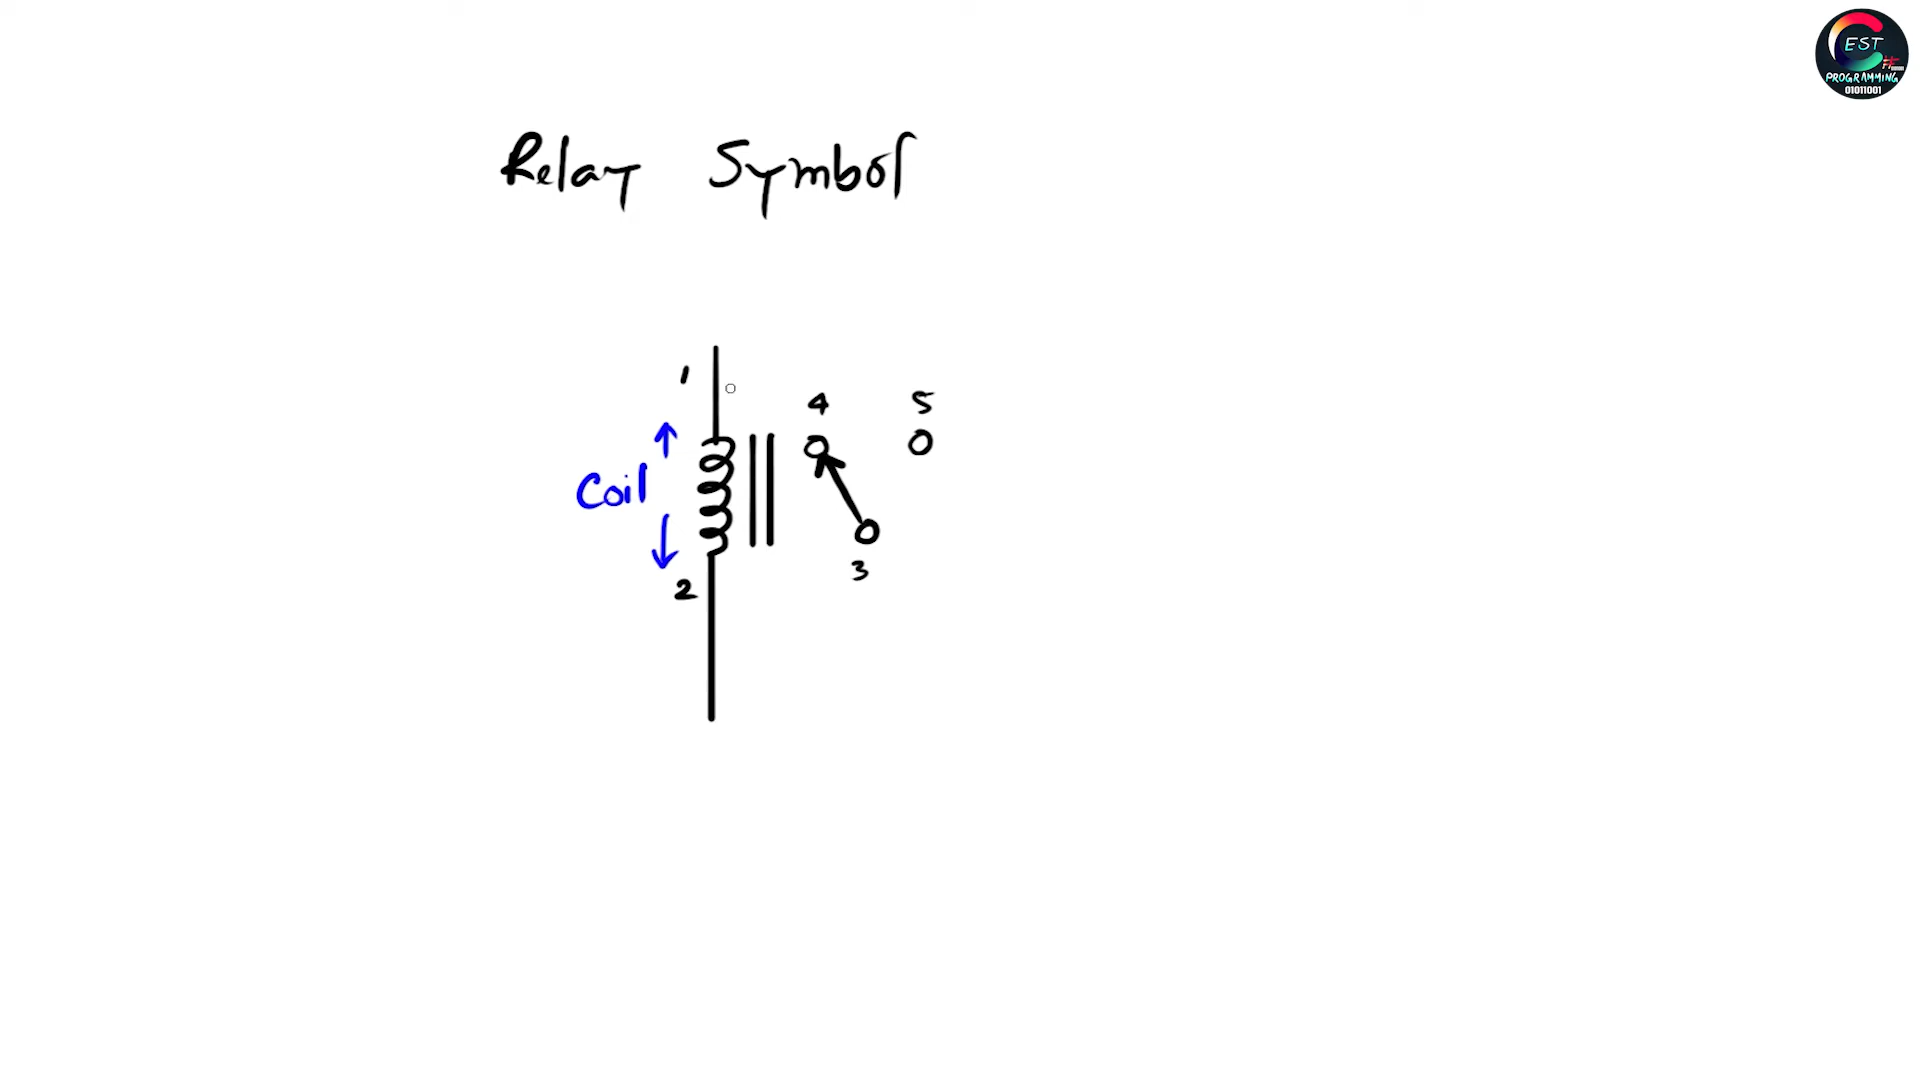 EST
PROGRAMMING
01011001
Relay Symbol
1
4 5
Coil
3
2